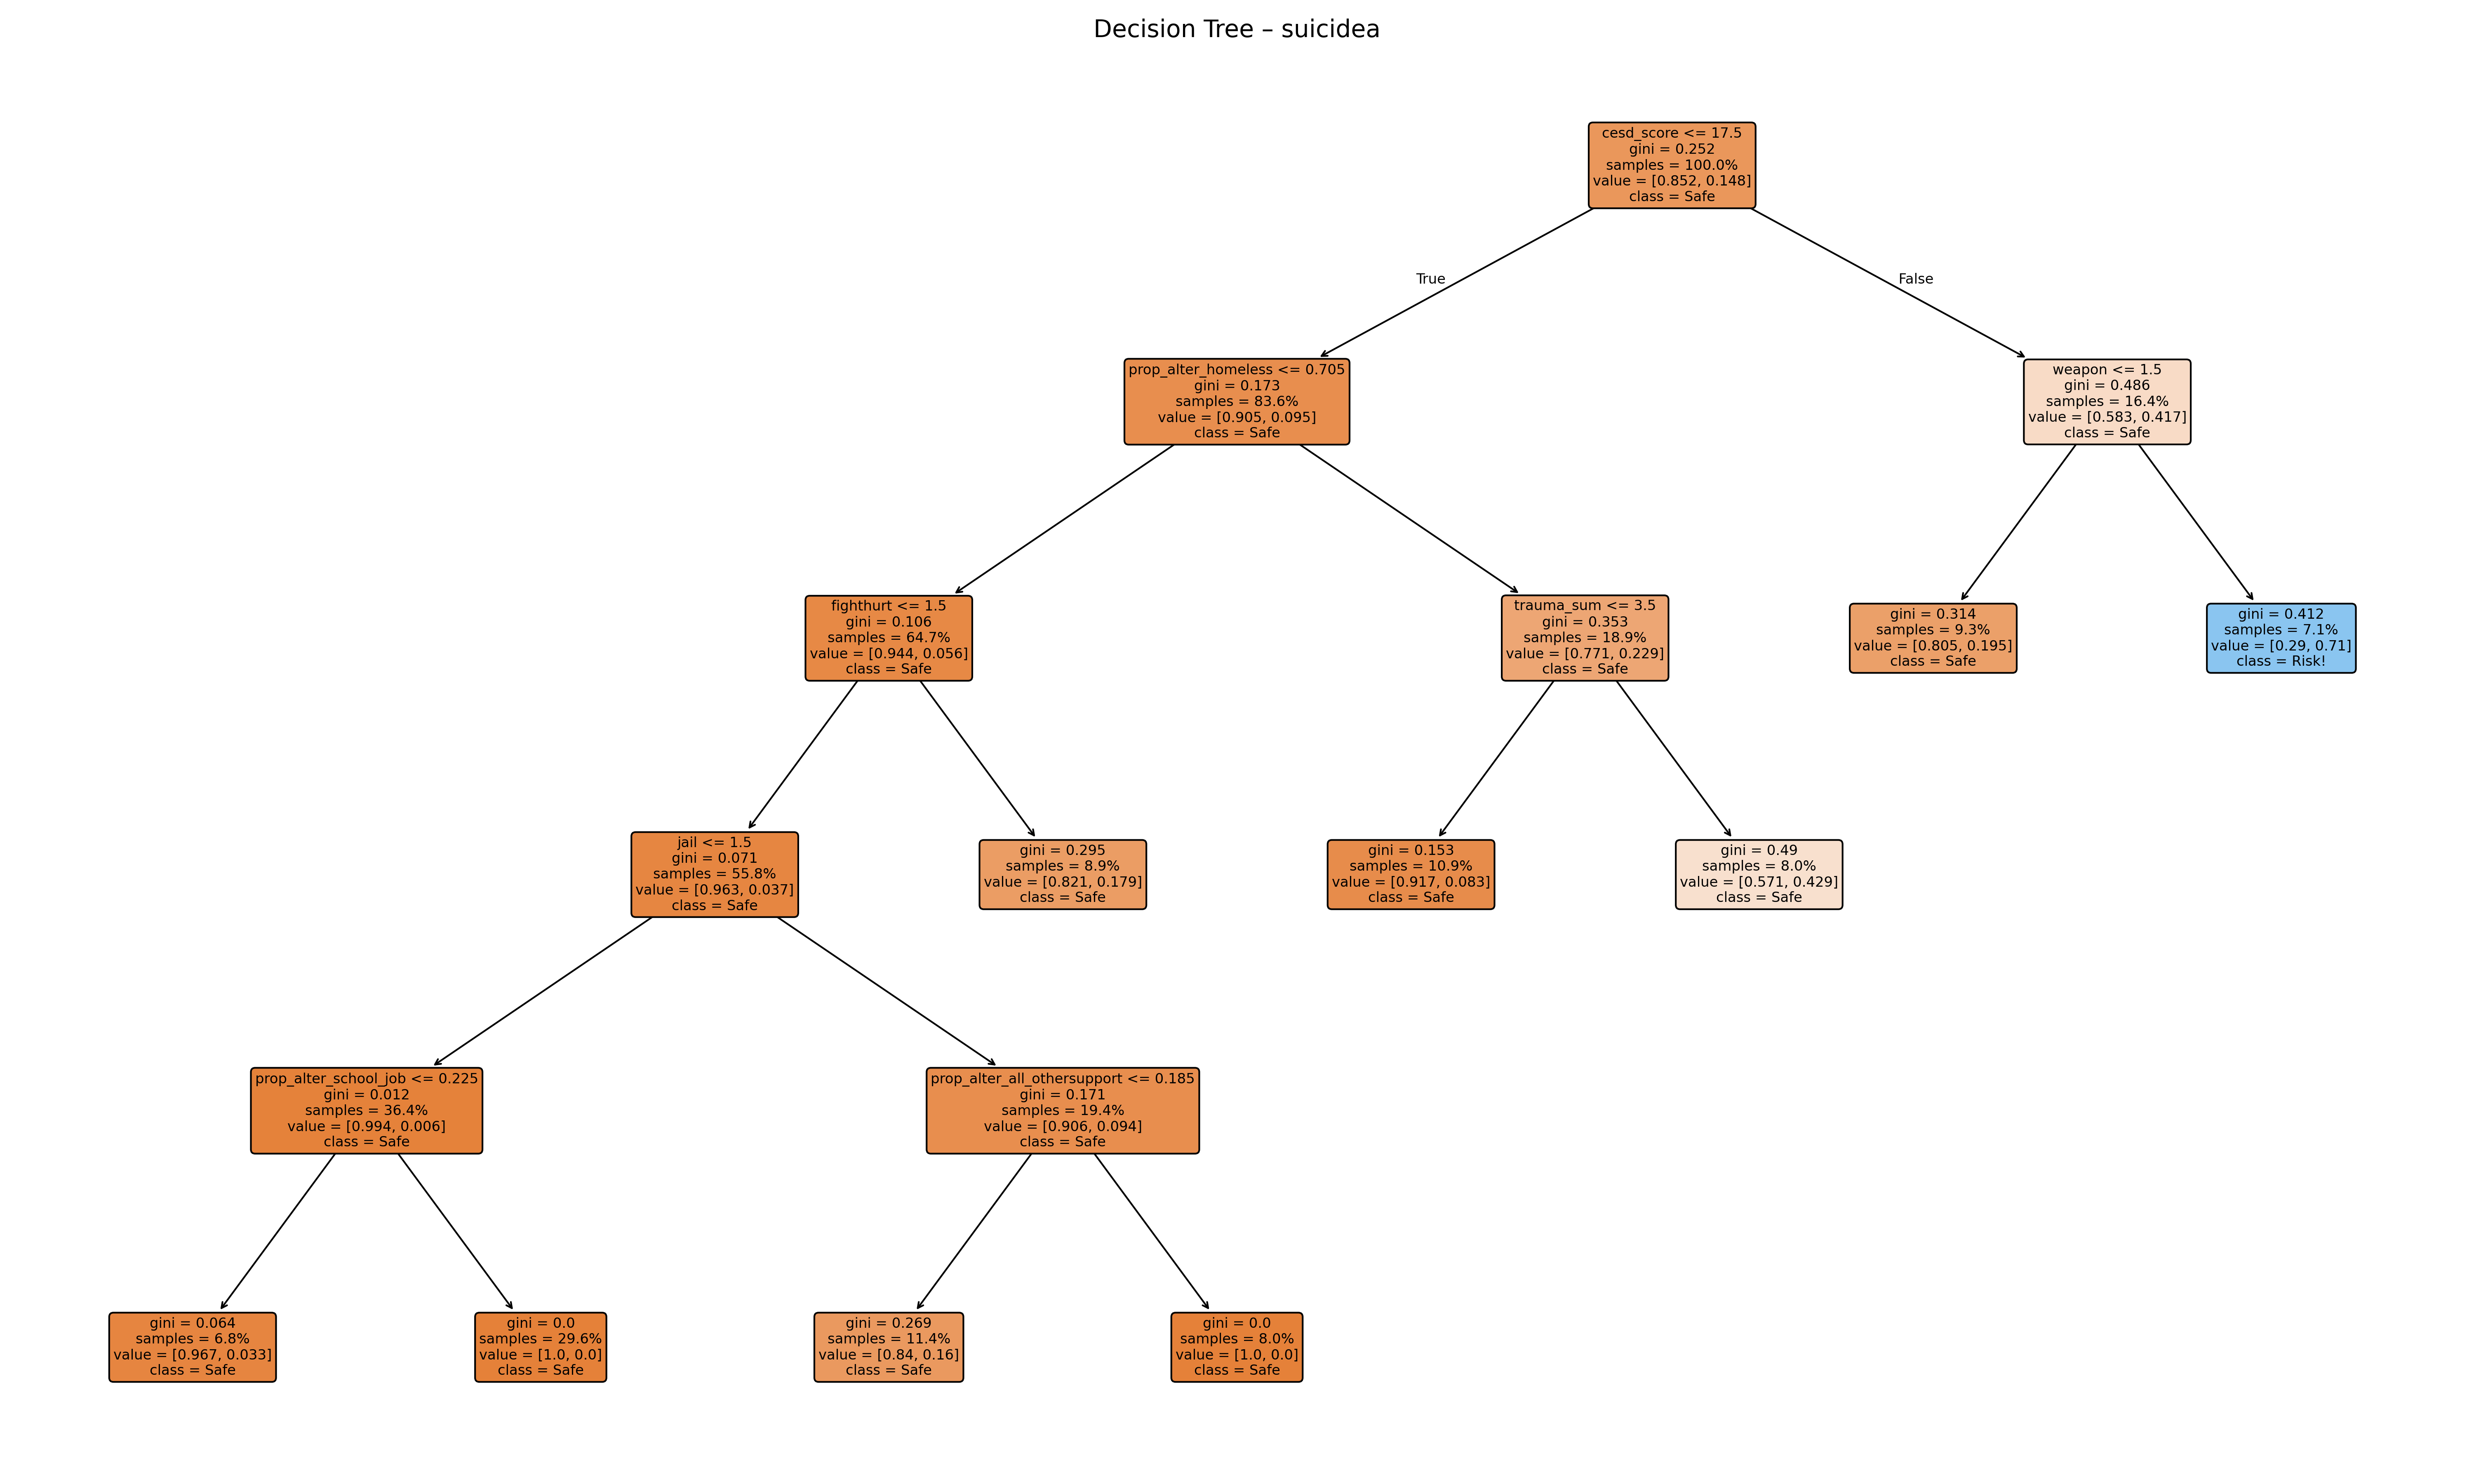 Decision Tree – suicidea
cesd_score <= 17.5
gini = 0.252
samples = 100.0%
value = [0.852, 0.148]
class = Safe
True
False
prop_alter_homeless <= 0.705
gini = 0.173
samples = 83.6%
value = [0.905, 0.095]
class = Safe
weapon <= 1.5
gini = 0.486
samples = 16.4%
value = [0.583, 0.417]
class = Safe
fighthurt <= 1.5
gini = 0.106
samples = 64.7%
value = [0.944, 0.056]
class = Safe
trauma_sum <= 3.5
gini = 0.353
samples = 18.9%
value = [0.771, 0.229]
class = Safe
gini = 0.314
samples = 9.3%
value = [0.805, 0.195]
class = Safe
gini = 0.412
samples = 7.1%
value = [0.29, 0.71]
class = Risk!
jail <= 1.5
gini = 0.071
samples = 55.8%
value = [0.963, 0.037]
class = Safe
gini = 0.295
samples = 8.9%
value = [0.821, 0.179]
class = Safe
gini = 0.153
samples = 10.9%
value = [0.917, 0.083]
class = Safe
gini = 0.49
samples = 8.0%
value = [0.571, 0.429]
class = Safe
prop_alter_school_job <= 0.225
gini = 0.012
samples = 36.4%
value = [0.994, 0.006]
class = Safe
prop_alter_all_othersupport <= 0.185
gini = 0.171
samples = 19.4%
value = [0.906, 0.094]
class = Safe
gini = 0.064
samples = 6.8%
value = [0.967, 0.033]
class = Safe
gini = 0.0
samples = 29.6%
value = [1.0, 0.0]
class = Safe
gini = 0.269
samples = 11.4%
value = [0.84, 0.16]
class = Safe
gini = 0.0
samples = 8.0%
value = [1.0, 0.0]
class = Safe